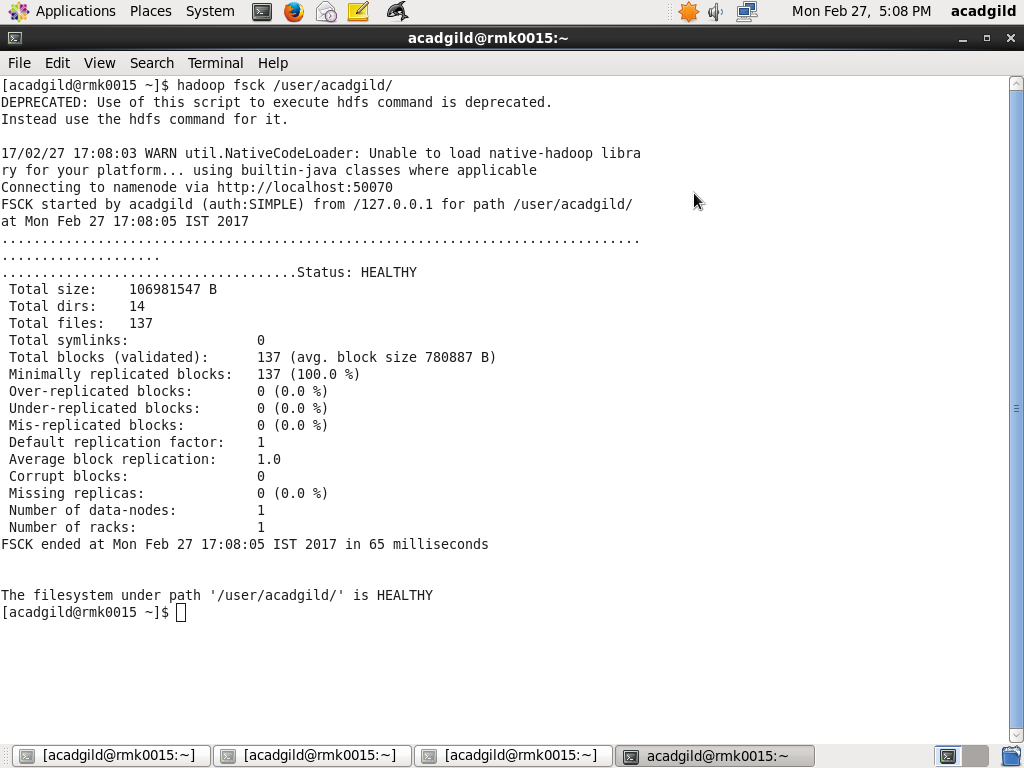 Applications Places System Mon Feb 27, 5:08 PM acadgild
acadgild@rmk0015:~
File Edit View Search Terminal Help
[acadgild@rmk0015 ~]$ hadoop fsck /user/acadgild/
DEPRECATED: Use of this script to execute hdfs command is deprecated.
Instead use the hdfs command for it.
17/02/27 17:08:03 WARN util.NativeCodeLoader: Unable to load native-hadoop libra
ry for your platform... using builtin-java classes where applicable
Connecting to namenode via http://localhost:50070
FSCK started by acadgild (auth:SIMPLE) from /127.0.0.1 for path /user/acadgild/
at Mon Feb 27 17:08:05 IST 2017
................................................................................
....................
.....................................Status: HEALTHY
Total size: 106981547 B
Total dirs: 14
Total files: 137
Total symlinks: 0
Total blocks (validated): 137 (avg. block size 780887 B)
Minimally replicated blocks: 137 (100.0 %)
Over-replicated blocks: 0 (0.0 %)
Under-replicated blocks: 0 (0.0 %)
Mis-replicated blocks: 0 (0.0 %)
Default replication factor: 1
Average block replication: 1.0
Corrupt blocks: 0
Missing replicas: 0 (0.0 %)
Number of data-nodes: 1
Number of racks: 1
FSCK ended at Mon Feb 27 17:08:05 IST 2017 in 65 milliseconds
The filesystem under path '/user/acadgild/' is HEALTHY
[acadgild@rmk0015 ~]$
[acadgild@rmk0015:~] [acadgild@rmk0015:~] [acadgild@rmk0015:~] acadgild@rmk0015:~